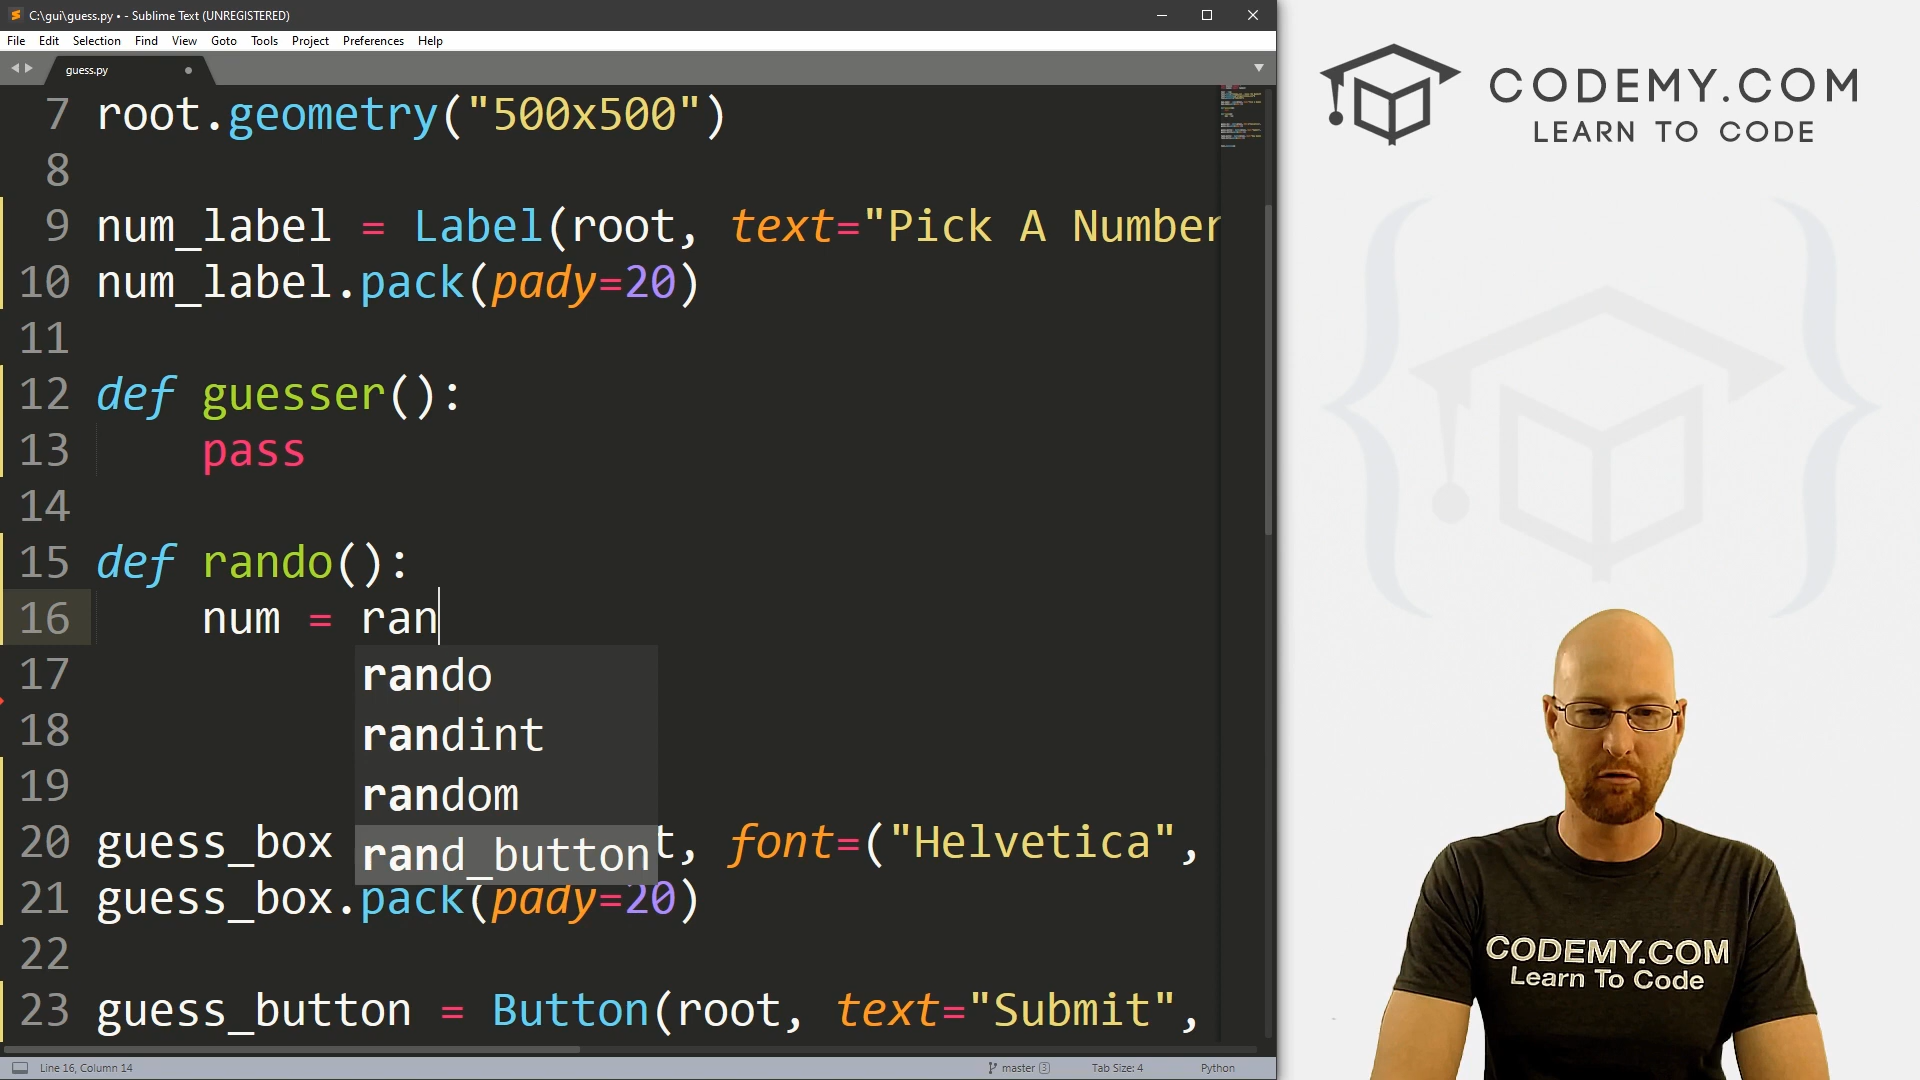 C:\gui\guess.py • - Sublime Text (UNREGISTERED)
File Edit Selection Find View Goto Tools Project Preferences Help
guess.py
7 root.geometry("500x500")
8
9 num_label = Label(root, text="Pick A Number
10 num_label.pack(pady=20)
11
12 def guesser():
13 pass
14
15 def rando():
16 num = ran
17 rando
18 randint
19 random
20 guess_box rand_button t, font=("Helvetica",
21 guess_box.pack(pady=20)
22
23 guess_button = Button(root, text="Submit",
Line 16, Column 14 master 3 Tab Size: 4 Python
CODEMY.COM
LEARN TO CODE
CODEMY.COM
Learn To Code